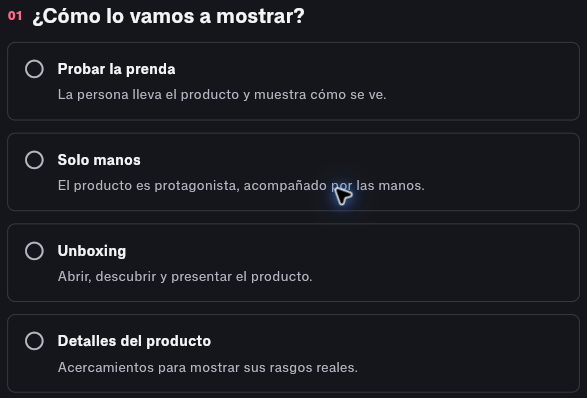 01 ¿Cómo lo vamos a mostrar?
Probar la prenda
La persona lleva el producto y muestra cómo se ve.
Solo manos
El producto es protagonista, acompañado por las manos.
Unboxing
Abrir, descubrir y presentar el producto.
Detalles del producto
Acercamientos para mostrar sus rasgos reales.